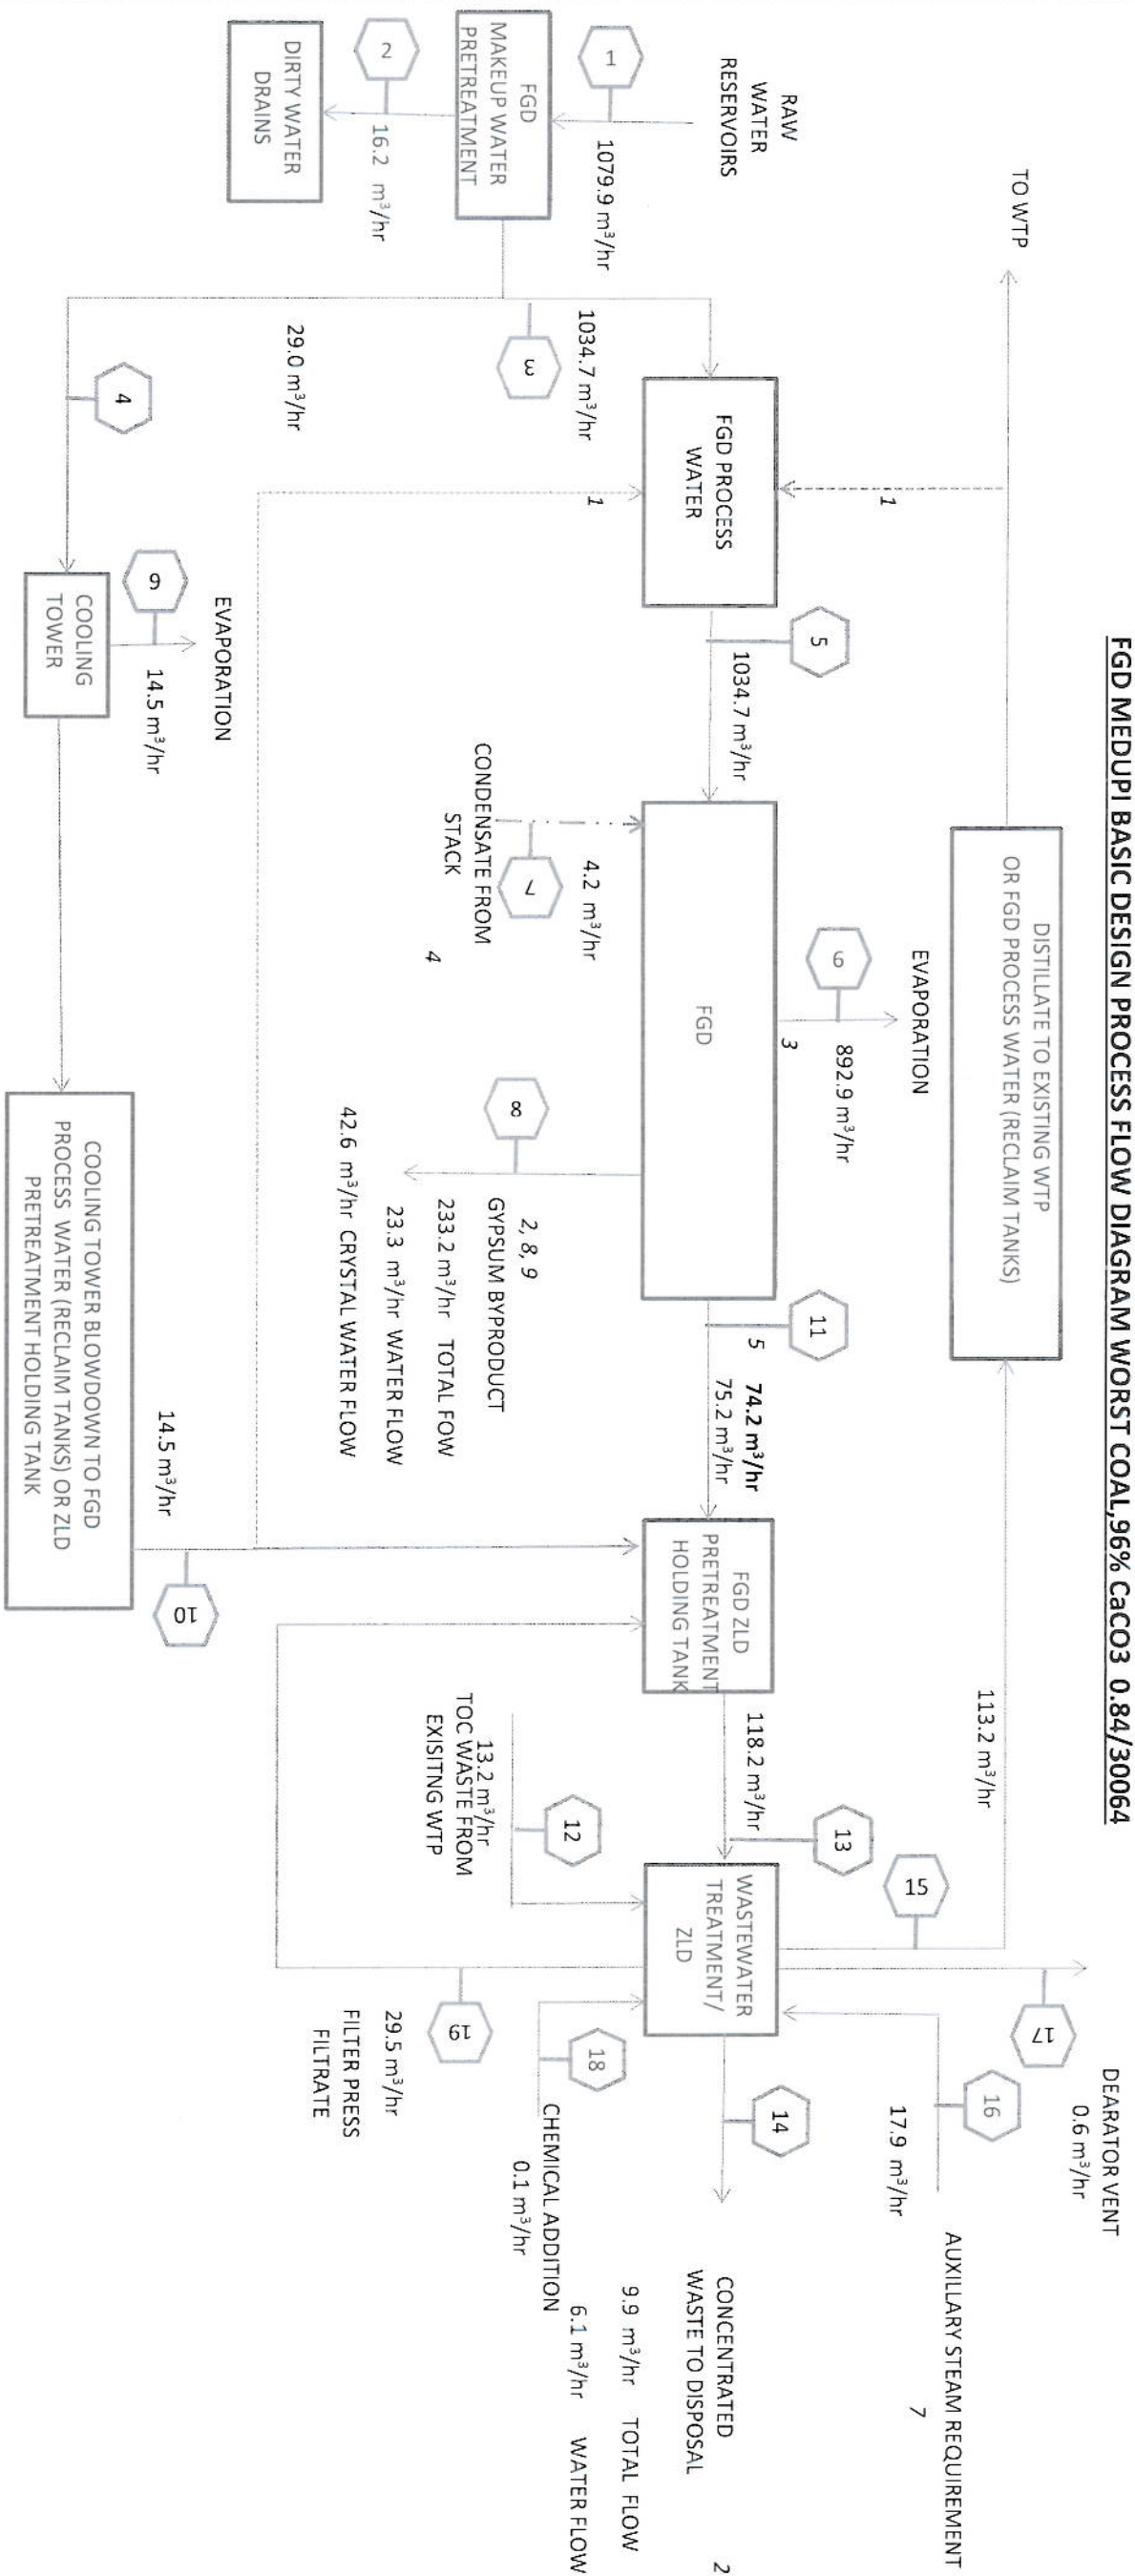 FGD MEDUPI BASIC DESIGN PROCESS FLOW DIAGRAM WORST COAL,96% CaCO3 0.84/30064
TO WTP
DISTILLATE TO EXISTING WTP
OR FGD PROCESS WATER (RECLAIM TANKS)
113.2 m³/hr
15
17
DEARATOR VENT
0.6 m³/hr
16
17.9 m³/hr
AUXILLARY STEAM REQUIREMENT
7
RAW
WATER
RESERVOIRS
1
1079.9 m³/hr
FGD
MAKEUP WATER
PRETREATMENT
2
16.2 m³/hr
DIRTY WATER
DRAINS
1034.7 m³/hr
3
29.0 m³/hr
4
FGD PROCESS
WATER
1
1
5
1034.7 m³/hr
EVAPORATION
6
892.9 m³/hr
3
FGD
4.2 m³/hr
7
CONDENSATE FROM
STACK
4
8
2, 8, 9
GYPSUM BYPRODUCT
233.2 m³/hr TOTAL FOW
23.3 m³/hr WATER FLOW
42.6 m³/hr CRYSTAL WATER FLOW
11
5
74.2 m³/hr
75.2 m³/hr
FGD ZLD
PRETREATMENT
HOLDING TANK
118.2 m³/hr
13
WASTEWATER
TREATMENT/
ZLD
12
13.2 m³/hr
TOC WASTE FROM
EXISITNG WTP
14
CONCENTRATED
WASTE TO DISPOSAL
2
9.9 m³/hr TOTAL FLOW
6.1 m³/hr WATER FLOW
18
CHEMICAL ADDITION
0.1 m³/hr
19
29.5 m³/hr
FILTER PRESS
FILTRATE
EVAPORATION
9
14.5 m³/hr
COOLING
TOWER
COOLING TOWER BLOWDOWN TO FGD
PROCESS WATER (RECLAIM TANKS) OR ZLD
PRETREATMENT HOLDING TANK
14.5 m³/hr
10